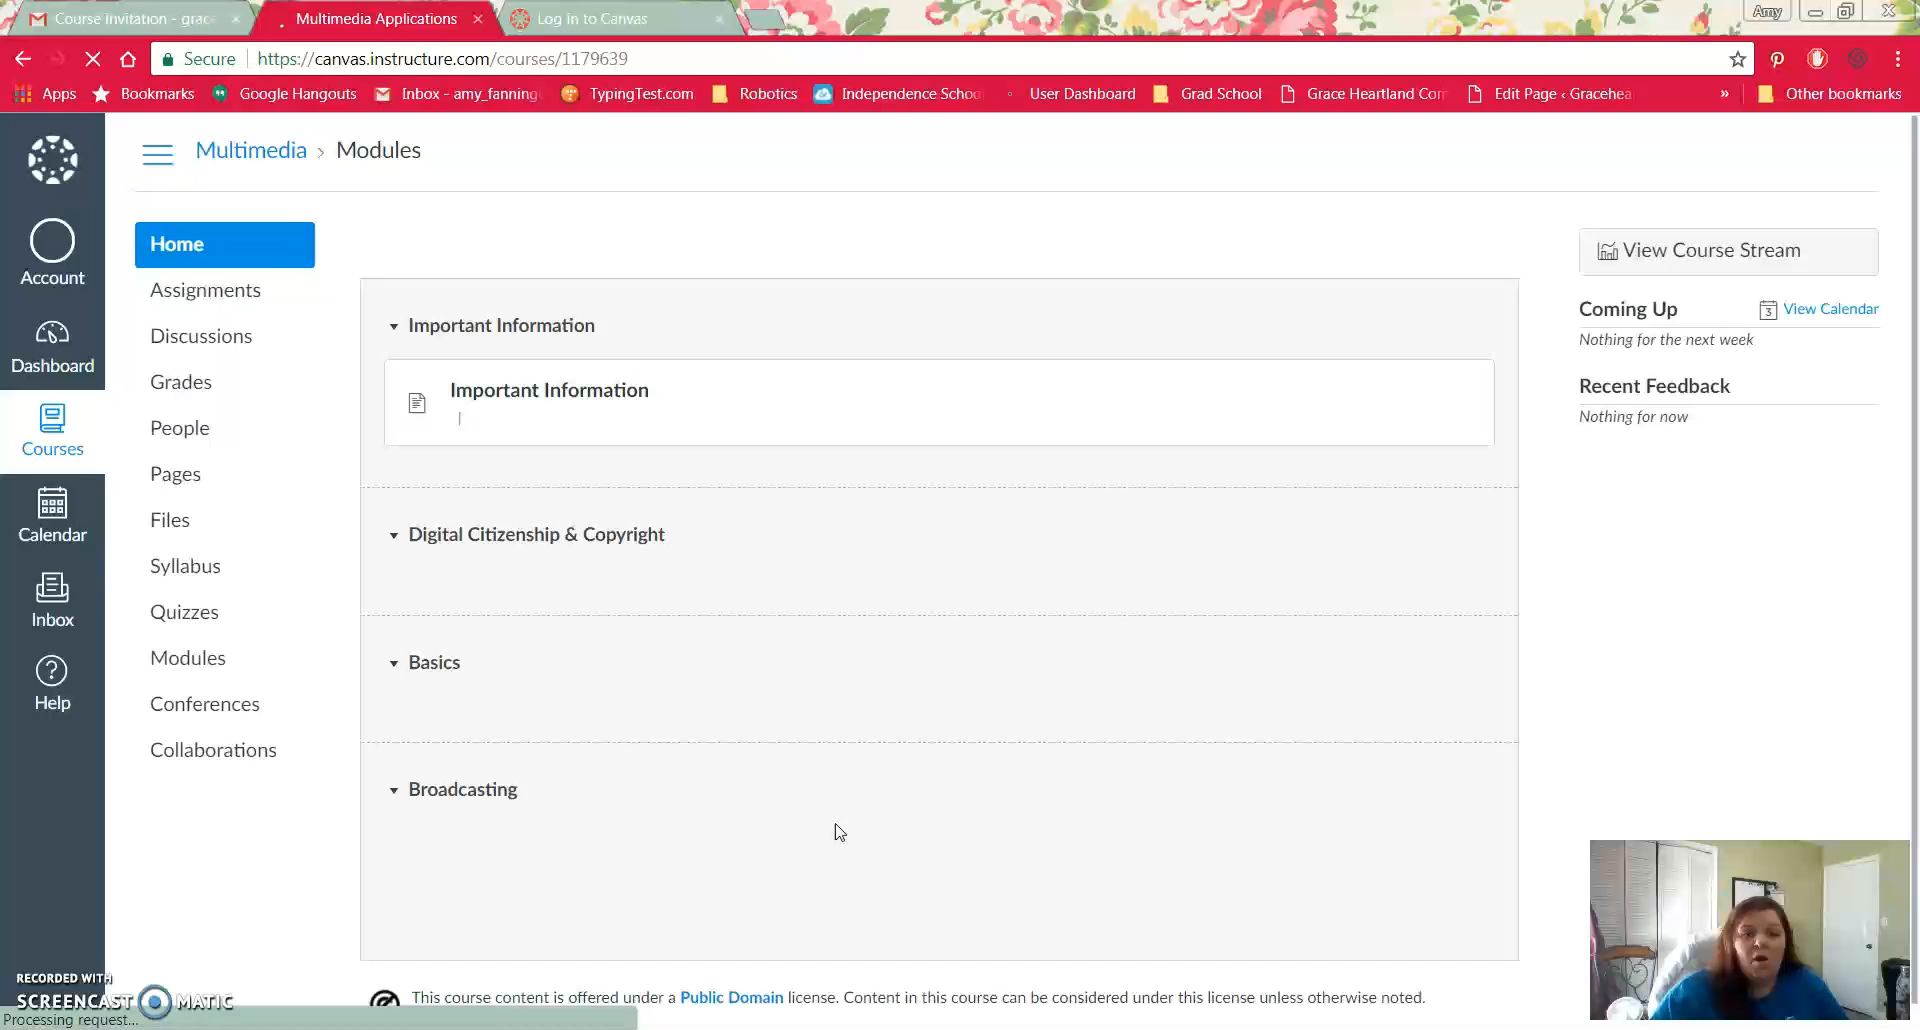 Course Invitation - grac
Multimedia Applications
Log in to Canvas
Amy
Secure
https://canvas.instructure.com/courses/1179639
Apps
Bookmarks
Google Hangouts
Inbox - amy_fanning
TypingTest.com
Robotics
Independence Schoo
User Dashboard
Grad School
Grace Heartland Com
Edit Page ‹ Gracehea
»
Other bookmarks
Multimedia › Modules
Account
Dashboard
Courses
Calendar
Inbox
Help
Home
Assignments
Discussions
Grades
People
Pages
Files
Syllabus
Quizzes
Modules
Conferences
Collaborations
Important Information
Important Information
|
Digital Citizenship & Copyright
Basics
Broadcasting
View Course Stream
Coming Up
3 View Calendar
Nothing for the next week
Recent Feedback
Nothing for now
This course content is offered under a Public Domain license. Content in this course can be considered under this license unless otherwise noted.
RECORDED WITH
SCREENCAST MATIC
Processing request...